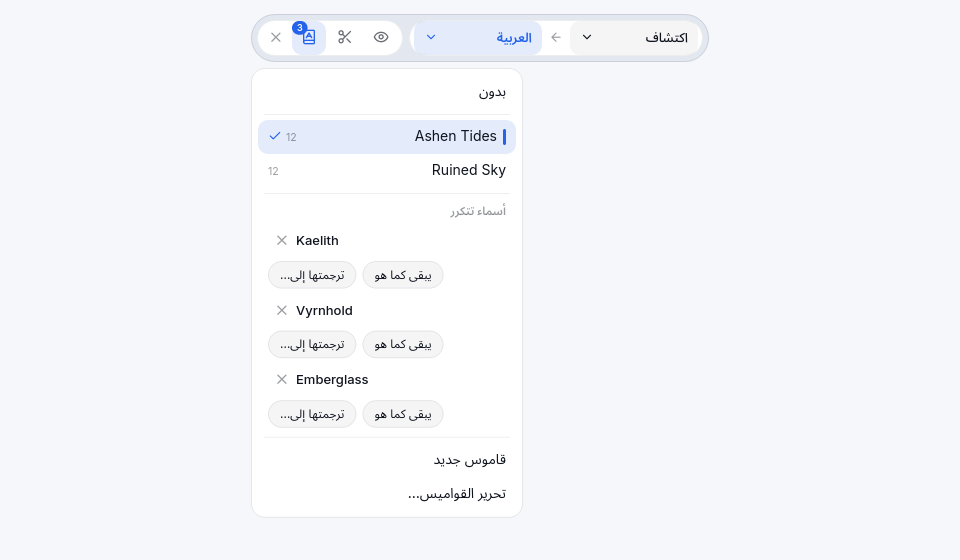 اكتشاف
العربية
3
بدون
Ashen Tides 12
Ruined Sky 12
أسماء تتكرر
Kaelith
يبقى كما هو
ترجمتها إلى...
Vyrnhold
يبقى كما هو
ترجمتها إلى...
Emberglass
يبقى كما هو
ترجمتها إلى...
قاموس جديد
تحرير القواميس...